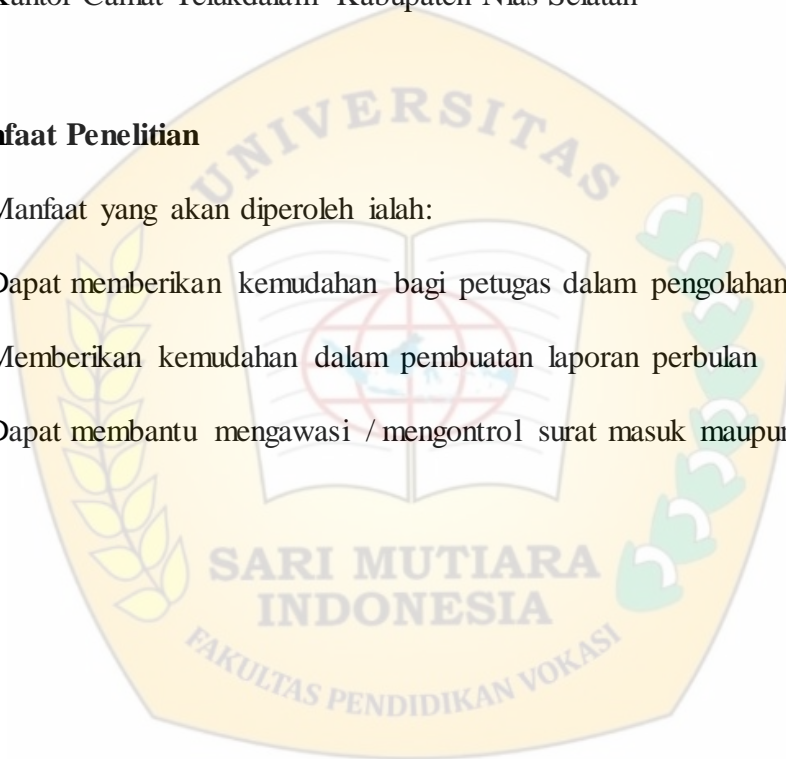 Kantor Camat Telukdalam Kabupaten Nias Selatan
nfaat Penelitian
Manfaat yang akan diperoleh ialah:
Dapat memberikan kemudahan bagi petugas dalam pengolahan
Memberikan kemudahan dalam pembuatan laporan perbulan
Dapat membantu mengawasi / mengontrol surat masuk maupun
UNIVERSITAS
SARI MUTIARA
INDONESIA
FAKULTAS PENDIDIKAN VOKASI